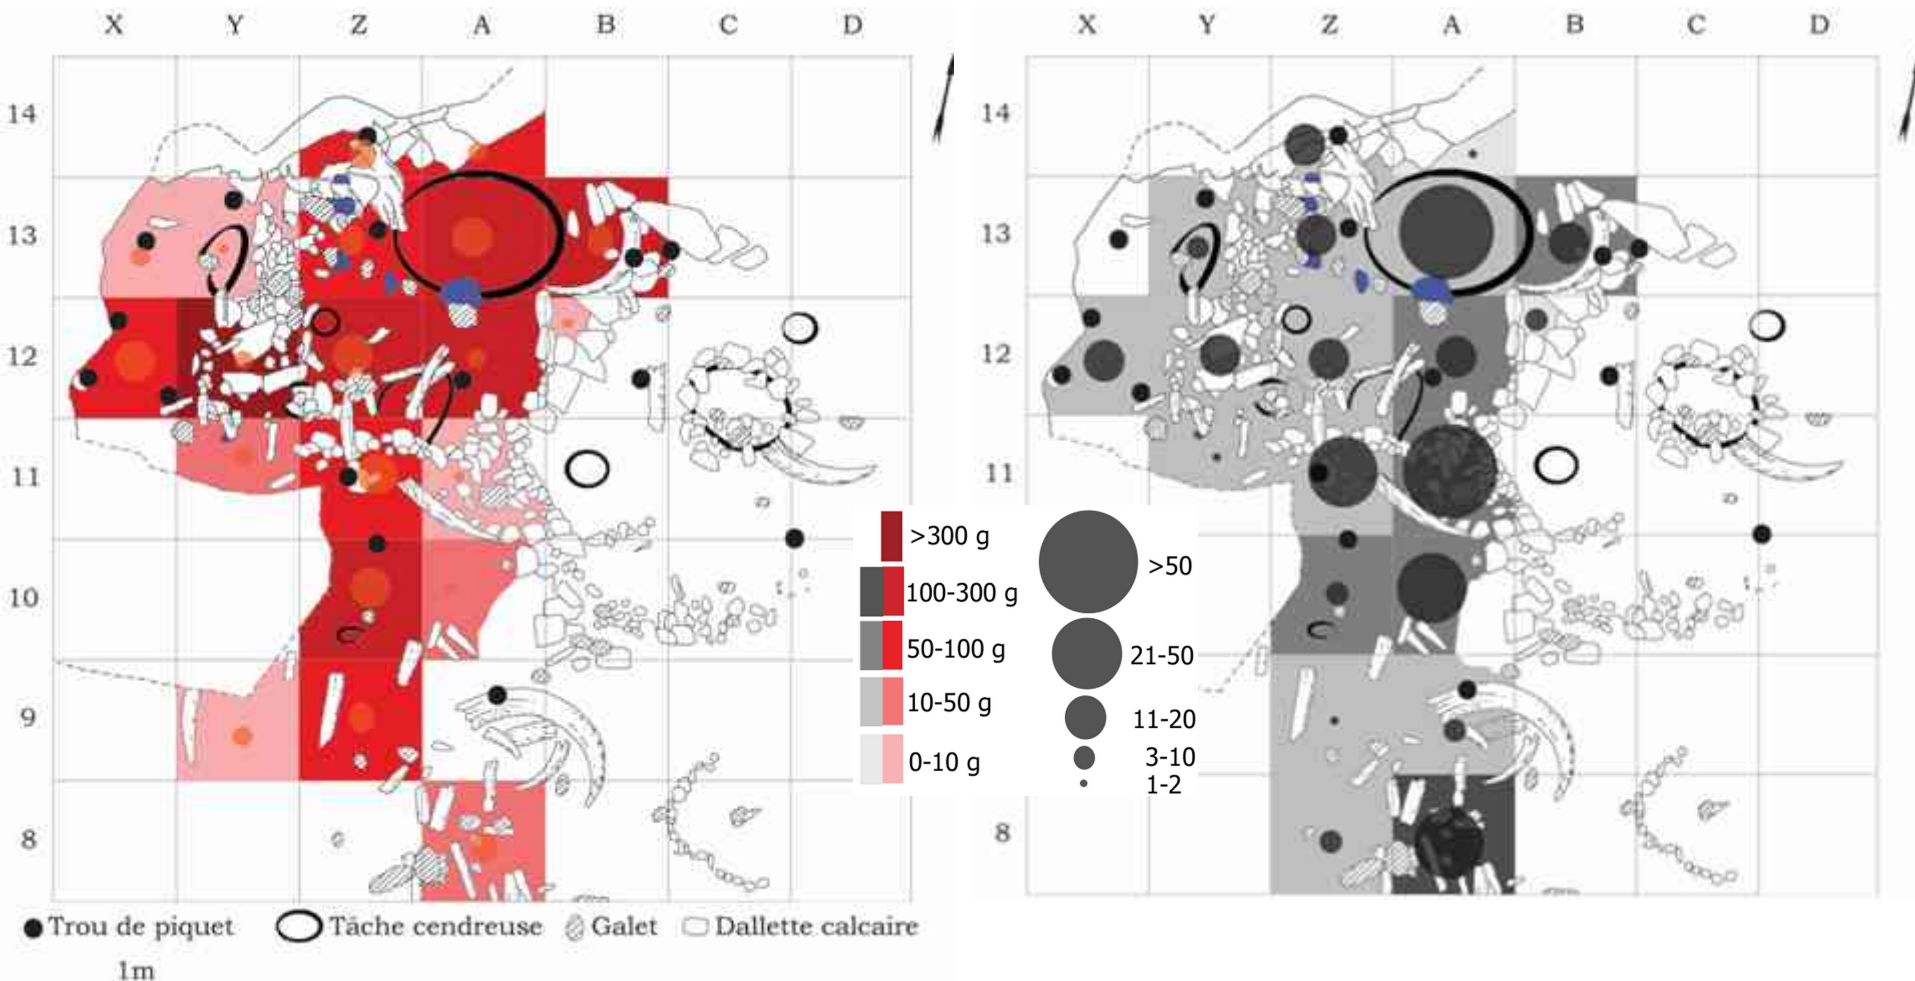 X Y Z A B C D
X Y Z A B C D
14
13
12
11
10
9
8
14
13
12
11
8
>300 g
100-300 g
50-100 g
10-50 g
0-10 g
>50
21-50
11-20
3-10
1-2
Trou de piquet Tâche cendreuse Galet Dallette calcaire
1m